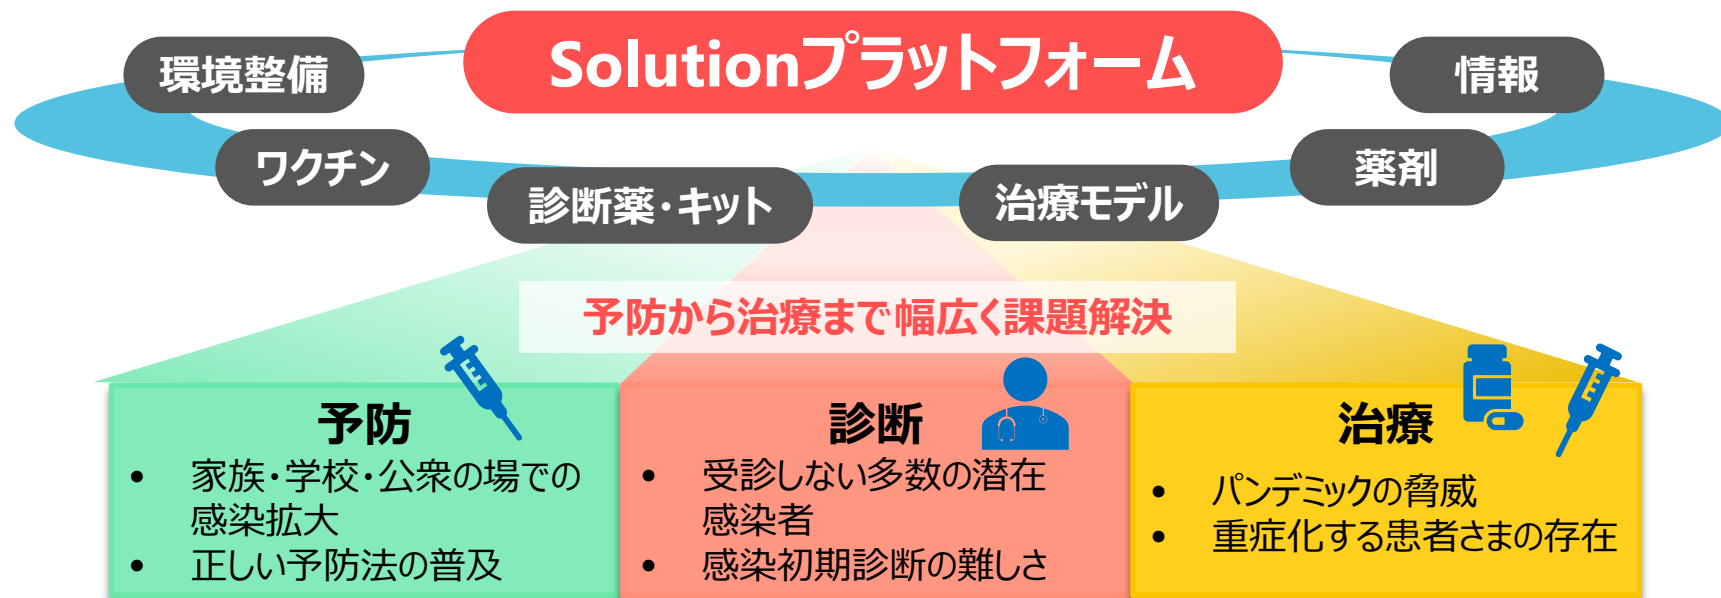 Solutionプラットフォーム
環境整備
情報
ワクチン
薬剤
診断薬・キット
治療モデル
予防から治療まで幅広く課題解決
予防
• 家族・学校・公衆の場での
感染拡大
• 正しい予防法の普及
診断
• 受診しない多数の潜在
感染者
• 感染初期診断の難しさ
治療
• パンデミックの脅威
• 重症化する患者さまの存在